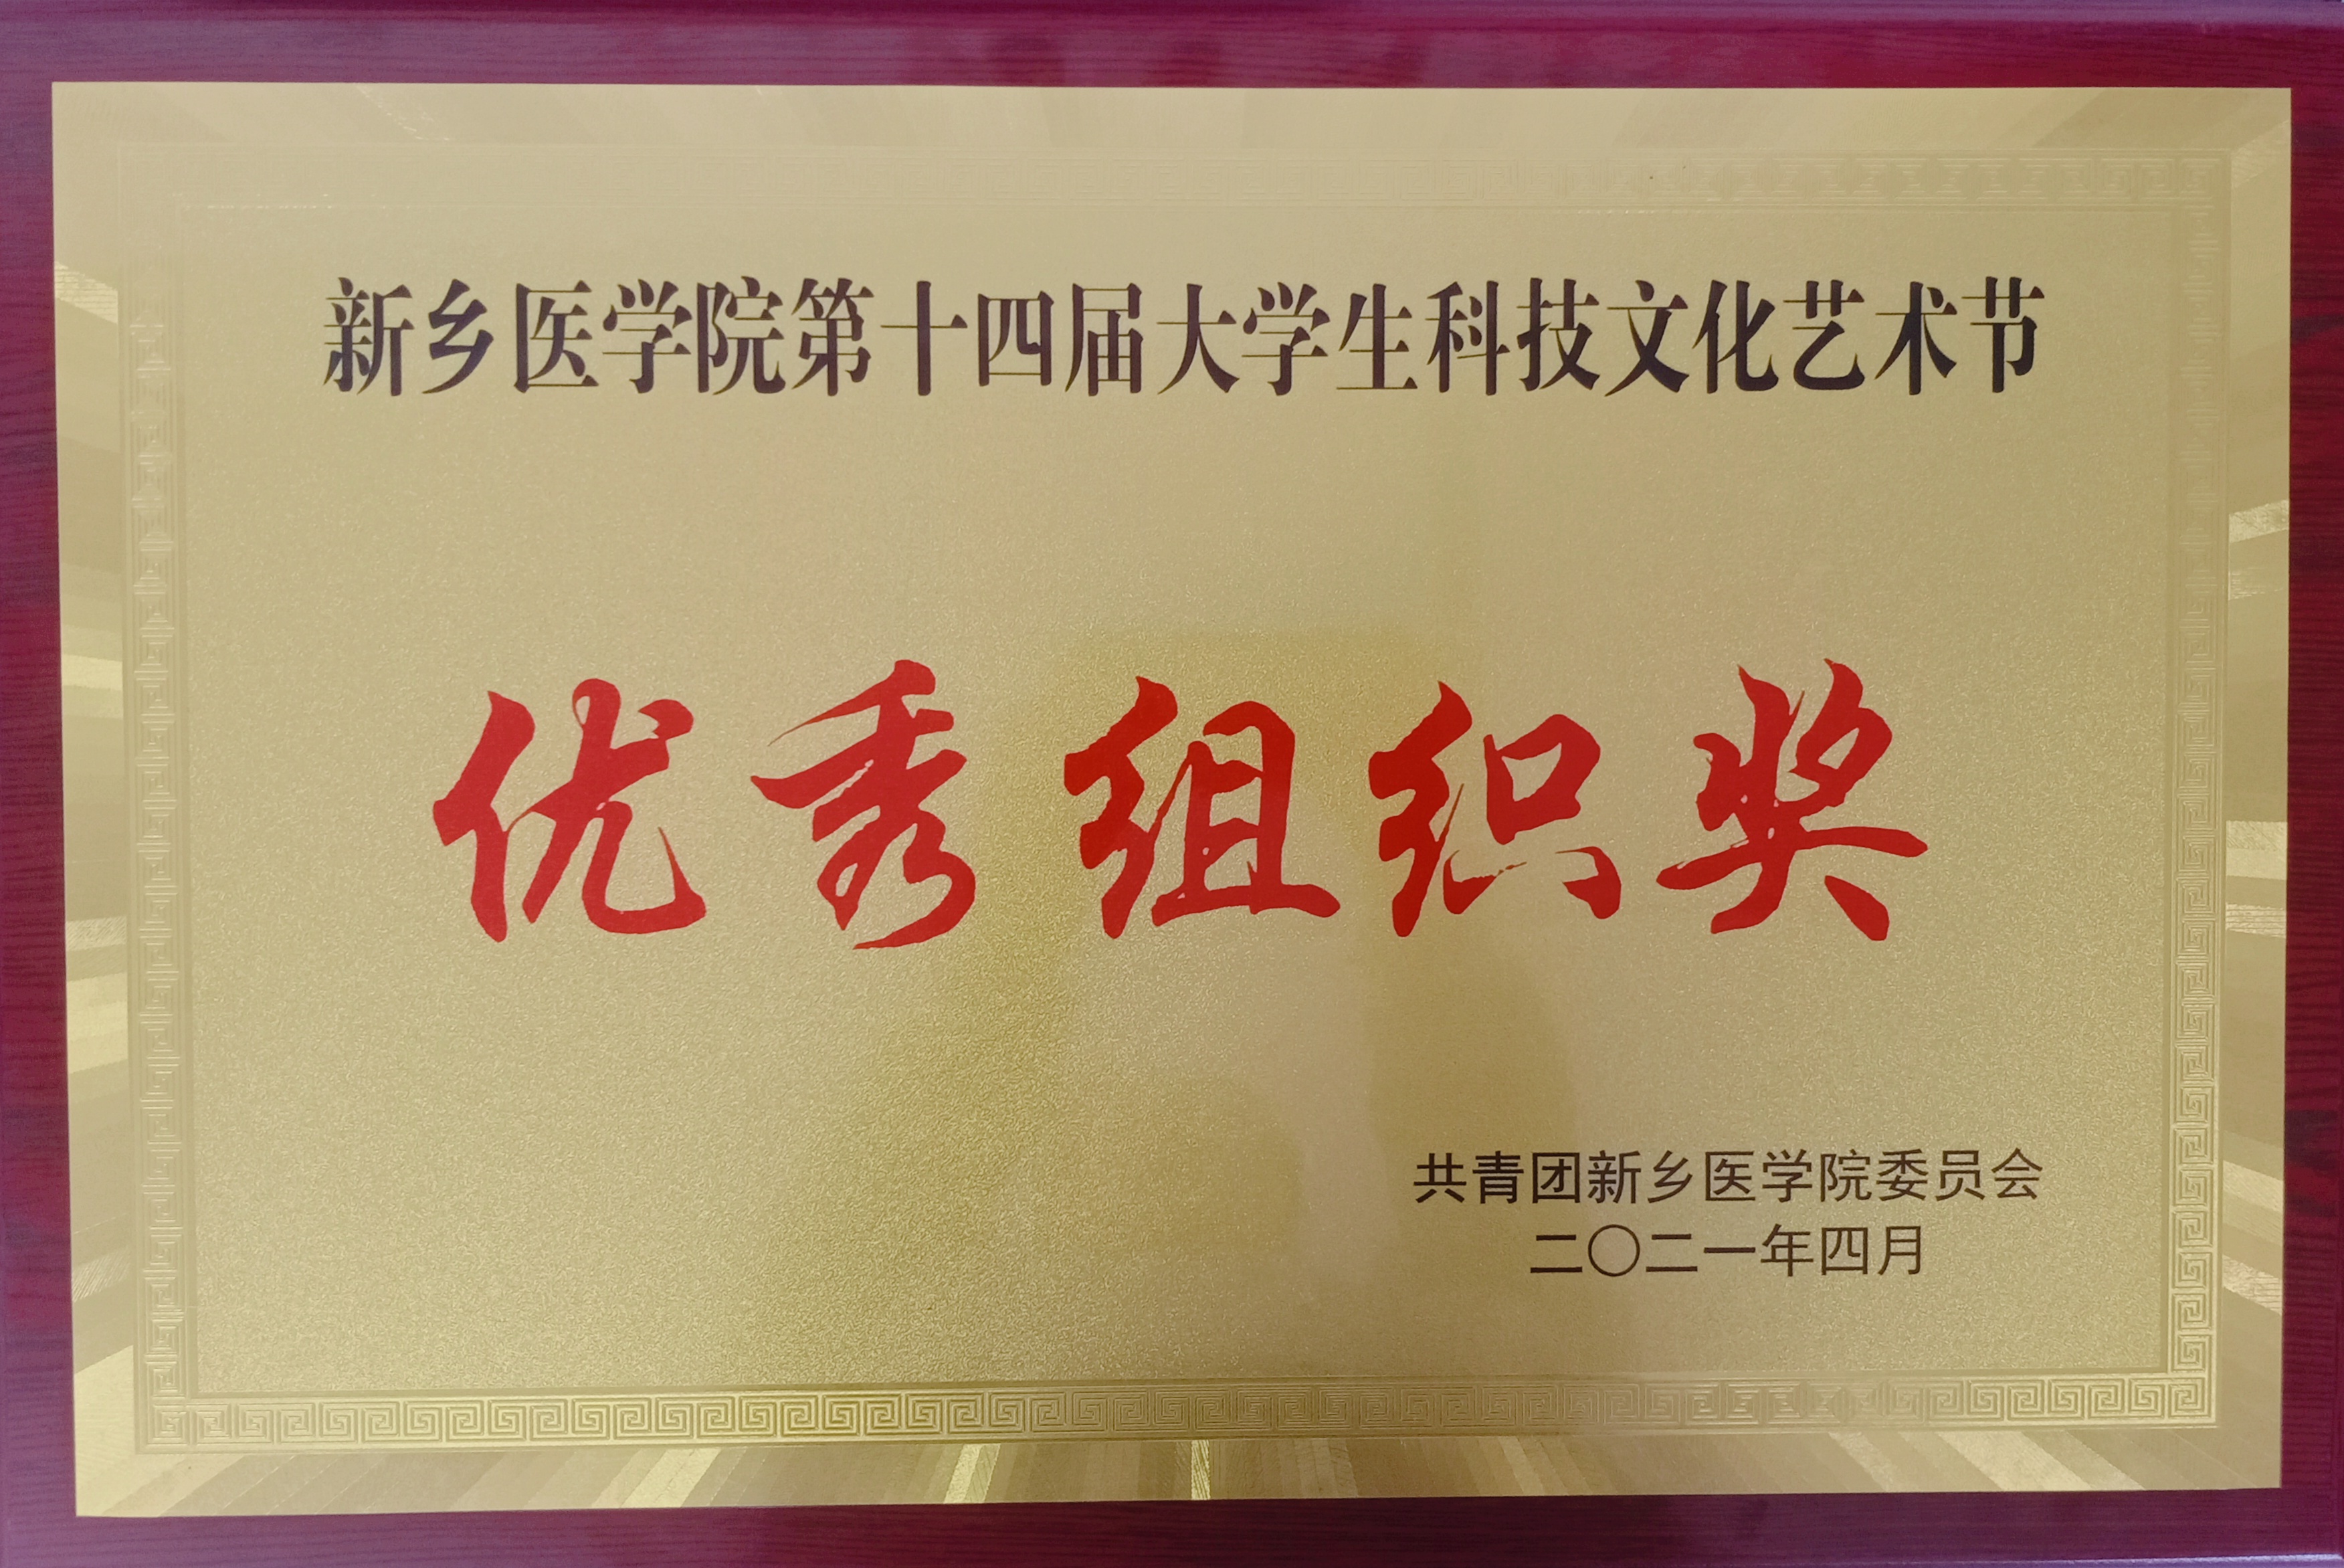 新乡医学院第十四届大学生科技文化艺术节
优秀组织奖
共青团新乡医学院委员会
二〇二一年四月